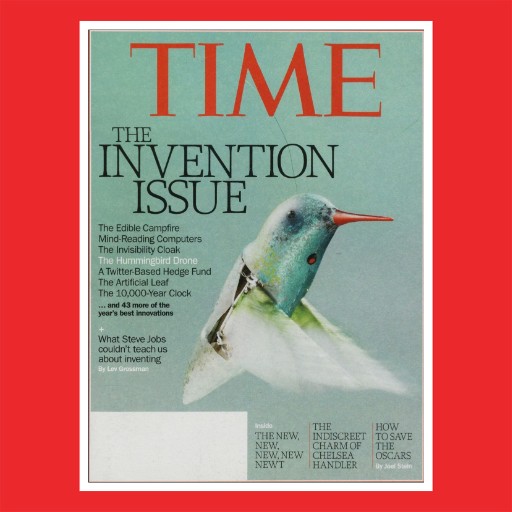 TIME
THE
INVENTION
ISSUE
The Edible Campfire
Mind-Reading Computers
The Invisibility Cloak
The Hummingbird Drone
A Twitter-Based Hedge Fund
The Artificial Leaf
The 10,000-Year Clock
... and 43 more of the
year's best innovations
+
What Steve Jobs
couldn't teach us
about inventing
By Lev Grossman
Inside
THE NEW,
NEW,
NEW, NEW
NEWT
THE
INDISCREET
CHARM OF
CHELSEA
HANDLER
HOW
TO SAVE
THE
OSCARS
By Joel Stein